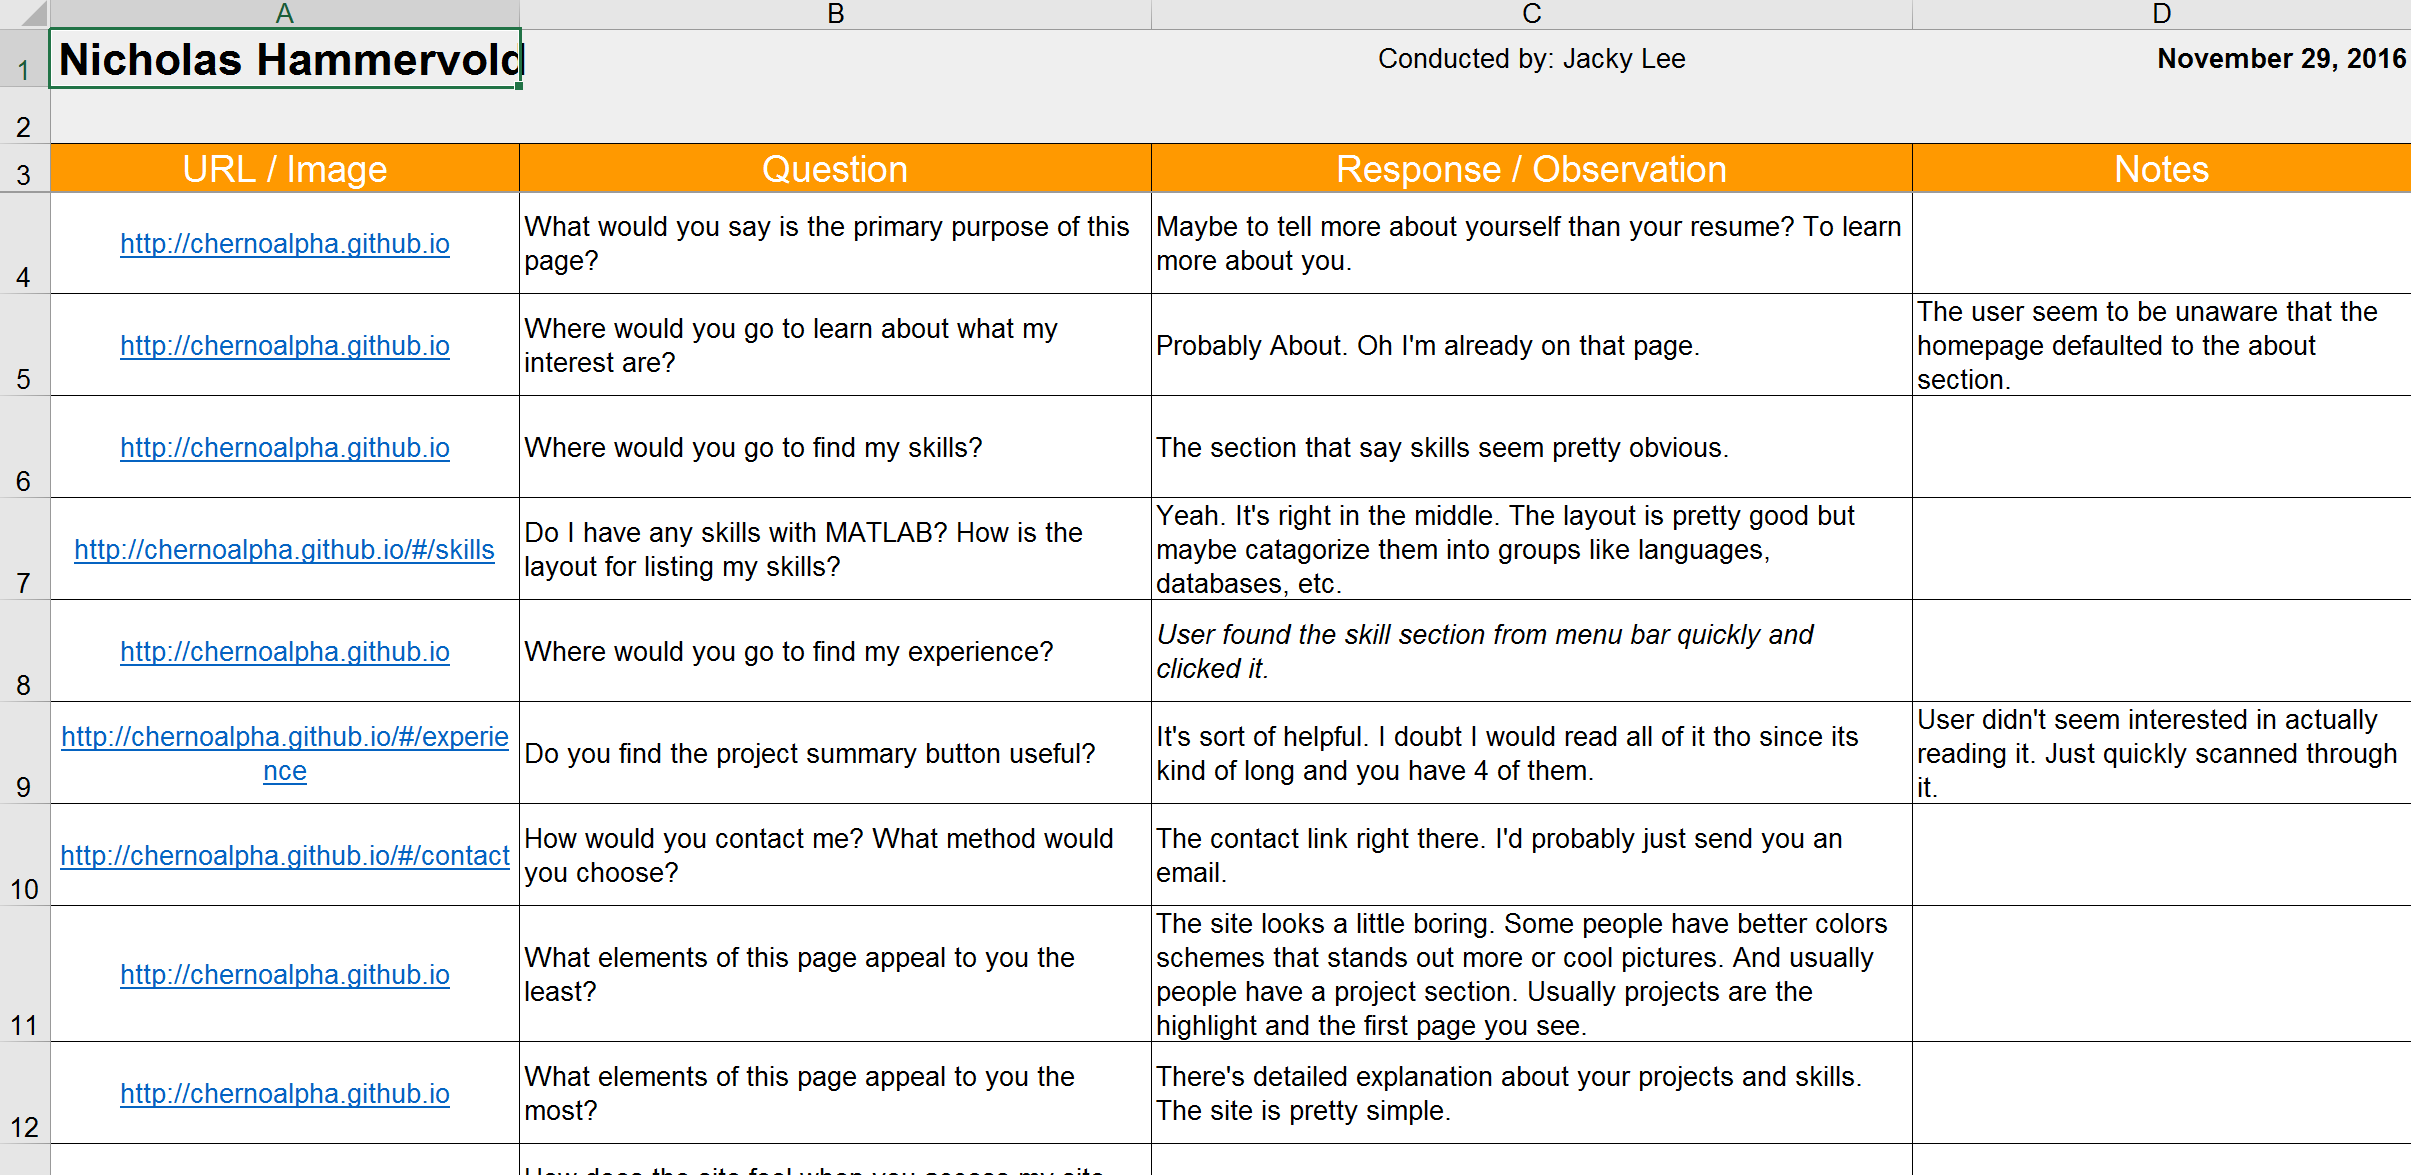 A B C D
1 Nicholas Hammervold Conducted by: Jacky Lee November 29, 2016
2
3 URL / Image Question Response / Observation Notes
4
http://chernoalpha.github.io
What would you say is the primary purpose of this
page?
Maybe to tell more about yourself than your resume? To learn
more about you.
5
http://chernoalpha.github.io
Where would you go to learn about what my
interest are?
Probably About. Oh I'm already on that page.
The user seem to be unaware that the
homepage defaulted to the about
section.
6
http://chernoalpha.github.io
Where would you go to find my skills?
The section that say skills seem pretty obvious.
7
http://chernoalpha.github.io/#/skills
Do I have any skills with MATLAB? How is the
layout for listing my skills?
Yeah. It's right in the middle. The layout is pretty good but
maybe catagorize them into groups like languages,
databases, etc.
8
http://chernoalpha.github.io
Where would you go to find my experience?
User found the skill section from menu bar quickly and
clicked it.
9
http://chernoalpha.github.io/#/experie
nce
Do you find the project summary button useful?
It's sort of helpful. I doubt I would read all of it tho since its
kind of long and you have 4 of them.
User didn't seem interested in actually
reading it. Just quickly scanned through
it.
10
http://chernoalpha.github.io/#/contact
How would you contact me? What method would
you choose?
The contact link right there. I'd probably just send you an
email.
11
http://chernoalpha.github.io
What elements of this page appeal to you the
least?
The site looks a little boring. Some people have better colors
schemes that stands out more or cool pictures. And usually
people have a project section. Usually projects are the
highlight and the first page you see.
12
http://chernoalpha.github.io
What elements of this page appeal to you the
most?
There's detailed explanation about your projects and skills.
The site is pretty simple.
How does the site feel when you access my site